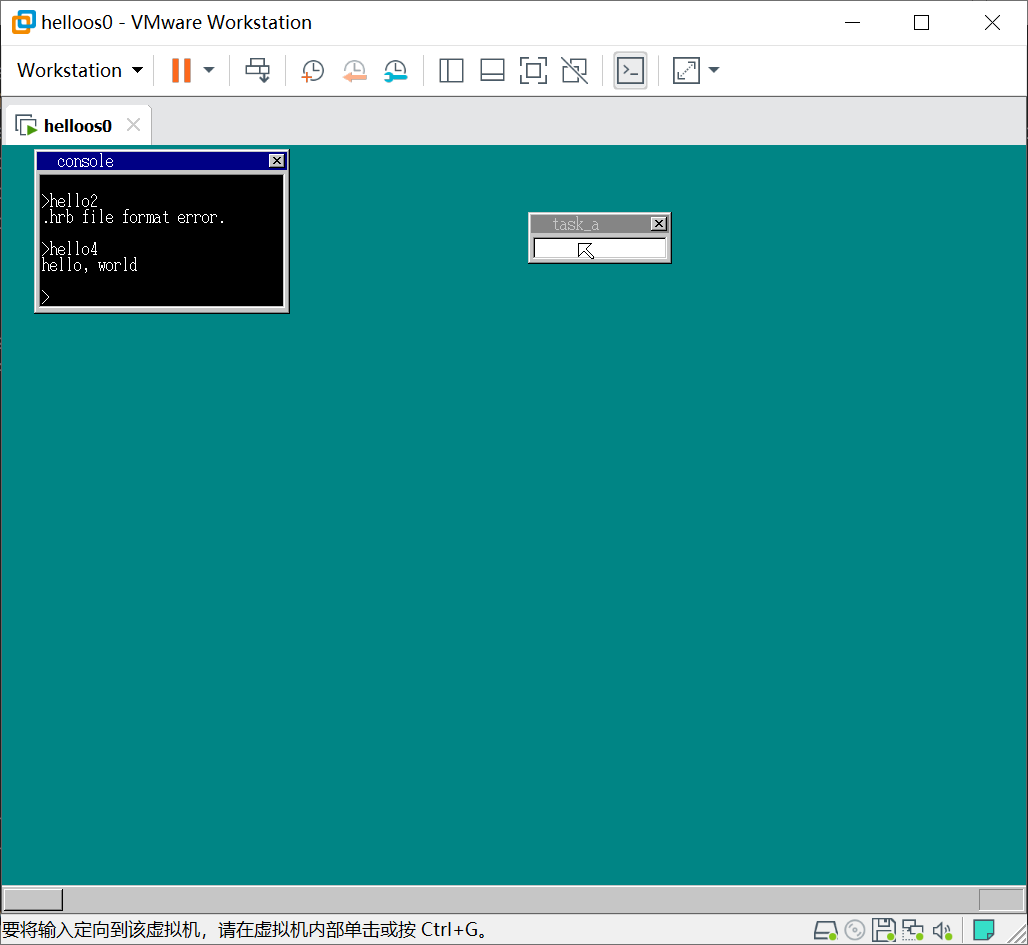 helloos0 - VMware Workstation
Workstation
helloos0
console
>hello2
.hrb file format error.
>hello4
hello, world
>
task_a
要将输入定向到该虚拟机，请在虚拟机内部单击或按 Ctrl+G。